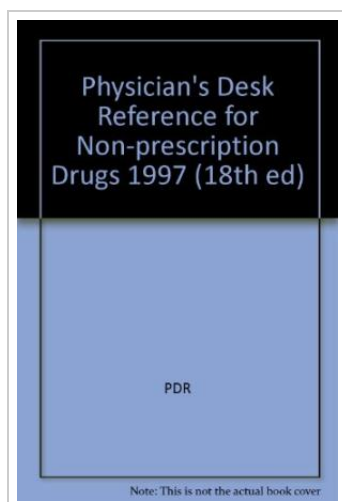 Physician's Desk
Reference for
Non-prescription
Drugs 1997 (18th ed)
PDR
Note: This is not the actual book cover